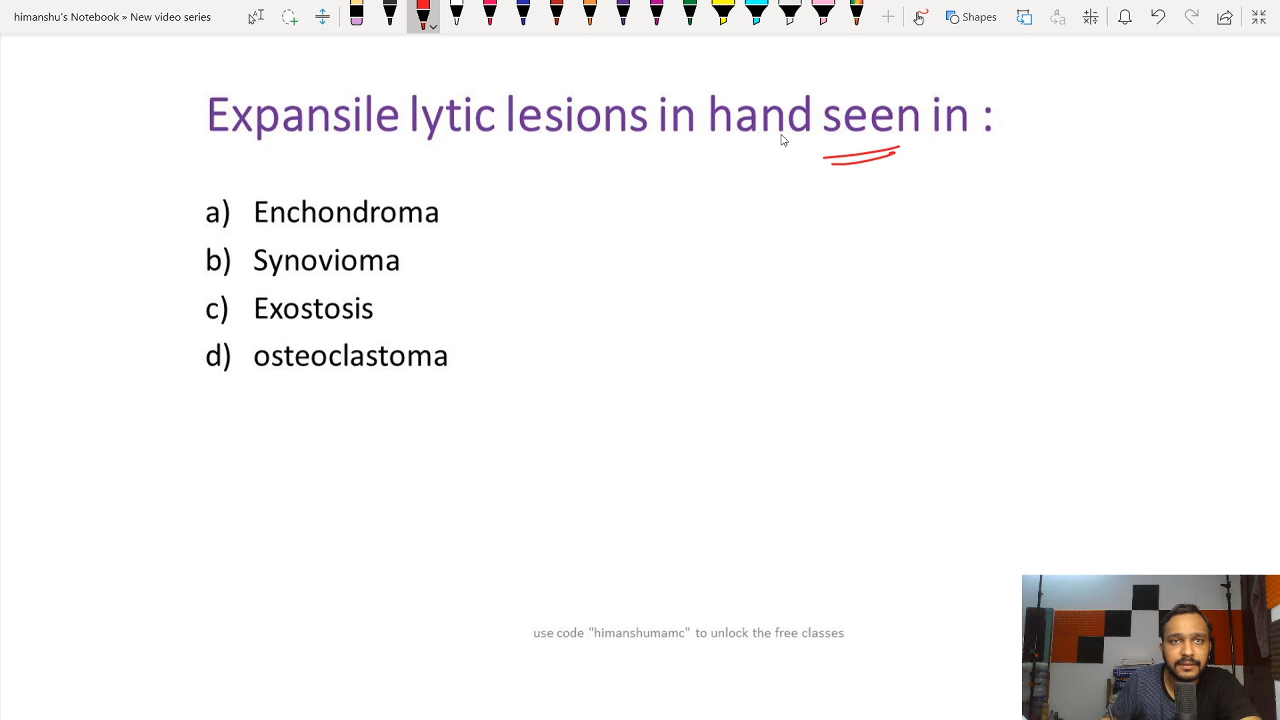 himanshu's Notebook » New video series
Shapes
Expansile lytic lesions in hand seen in :
a) Enchondroma
b) Synovioma
c) Exostosis
d) osteoclastoma
use code "himanshumamc" to unlock the free classes